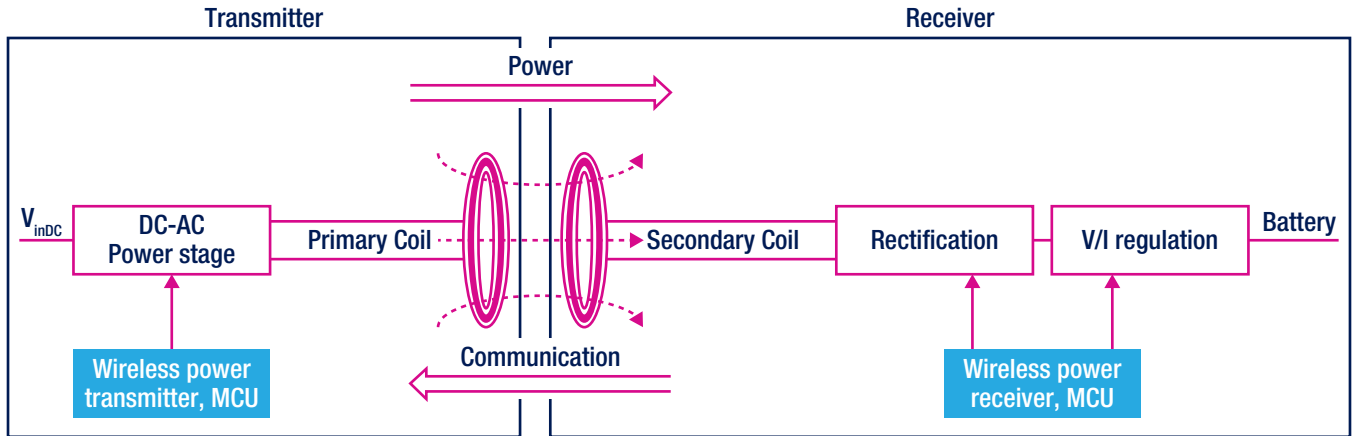 Transmitter
Receiver
Power
V inDC
DC-AC
Power stage
Primary Coil
Secondary Coil
Rectification
V/I regulation
Battery
Communication
Wireless power
transmitter, MCU
Wireless power
receiver, MCU